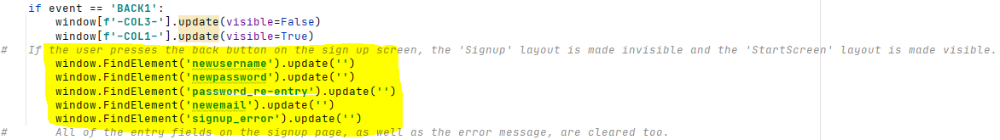 if event == 'BACK1':
window[f'-COL3-'].update(visible=False)
window[f'-COL1-'].update(visible=True)
# If the user presses the back button on the sign up screen, the 'Signup' layout is made invisible and the 'StartScreen' layout is made visible.
window.FindElement('newusername').update('')
window.FindElement('newpassword').update('')
window.FindElement('password_re-entry').update('')
window.FindElement('newemail').update('')
window.FindElement('signup_error').update('')
# All of the entry fields on the signup page, as well as the error message, are cleared too.